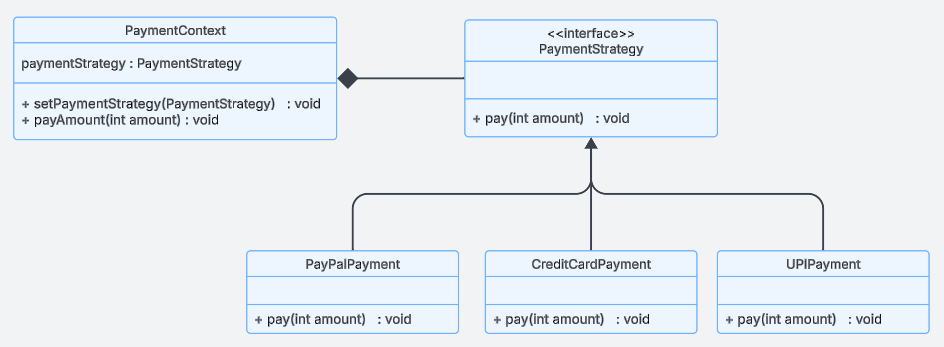 PaymentContext
paymentStrategy : PaymentStrategy
+ setPaymentStrategy(PaymentStrategy) : void
+ payAmount(int amount) : void
<<interface>>
PaymentStrategy
+ pay(int amount) : void
PayPalPayment
+ pay(int amount) : void
CreditCardPayment
+ pay(int amount) : void
UPIPayment
+ pay(int amount) : void